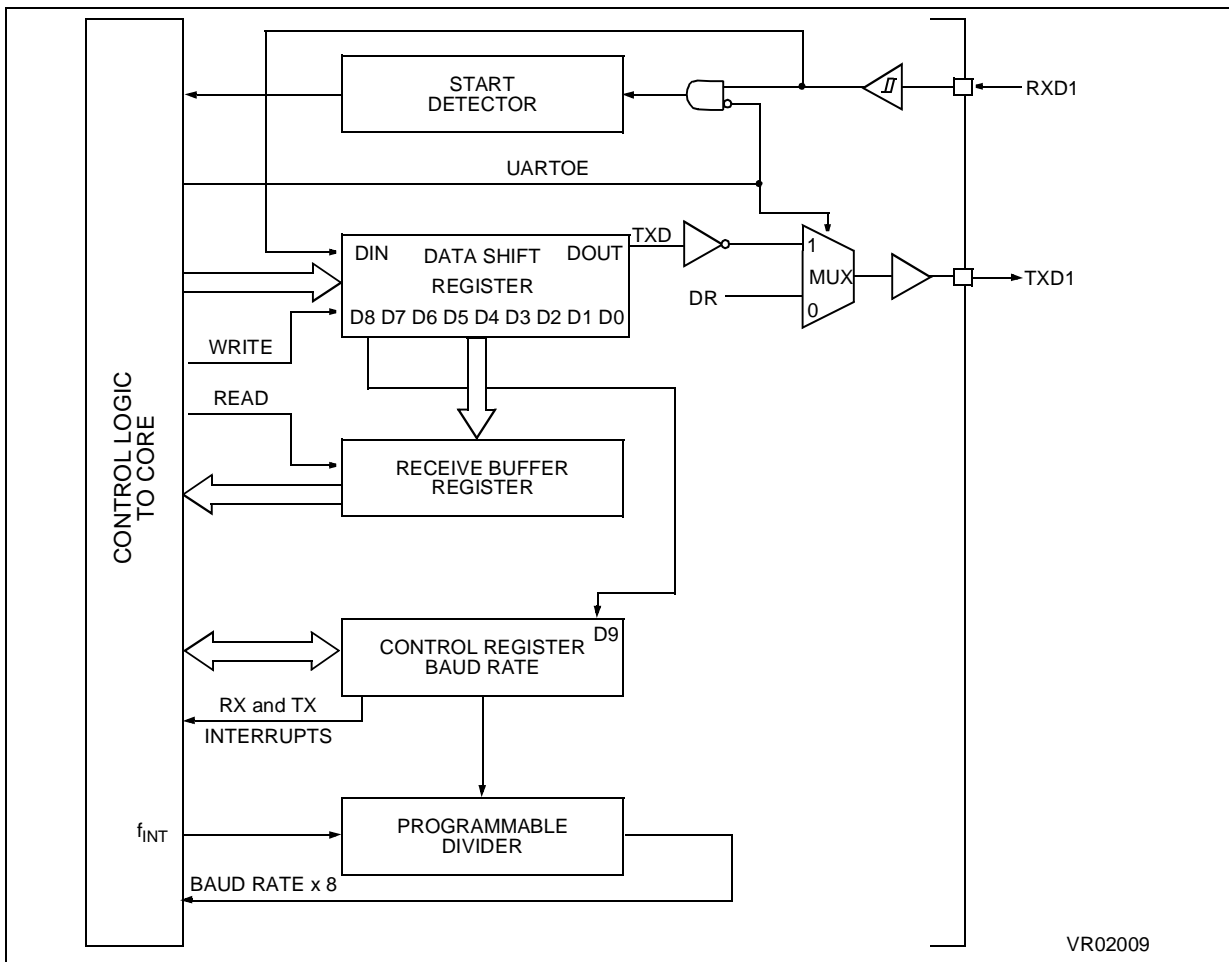 START
DETECTOR
RXD1
UARTOE
DIN DATA SHIFT DOUT
REGISTER
D8 D7 D6 D5 D4 D3 D2 D1 D0
TXD
1
MUX
0
DR
TXD1
WRITE
READ
CONTROL LOGIC
TO CORE
RECEIVE BUFFER
REGISTER
D9
CONTROL REGISTER
BAUD RATE
RX and TX
INTERRUPTS
fINT
PROGRAMMABLE
DIVIDER
BAUD RATE x 8
VR02009